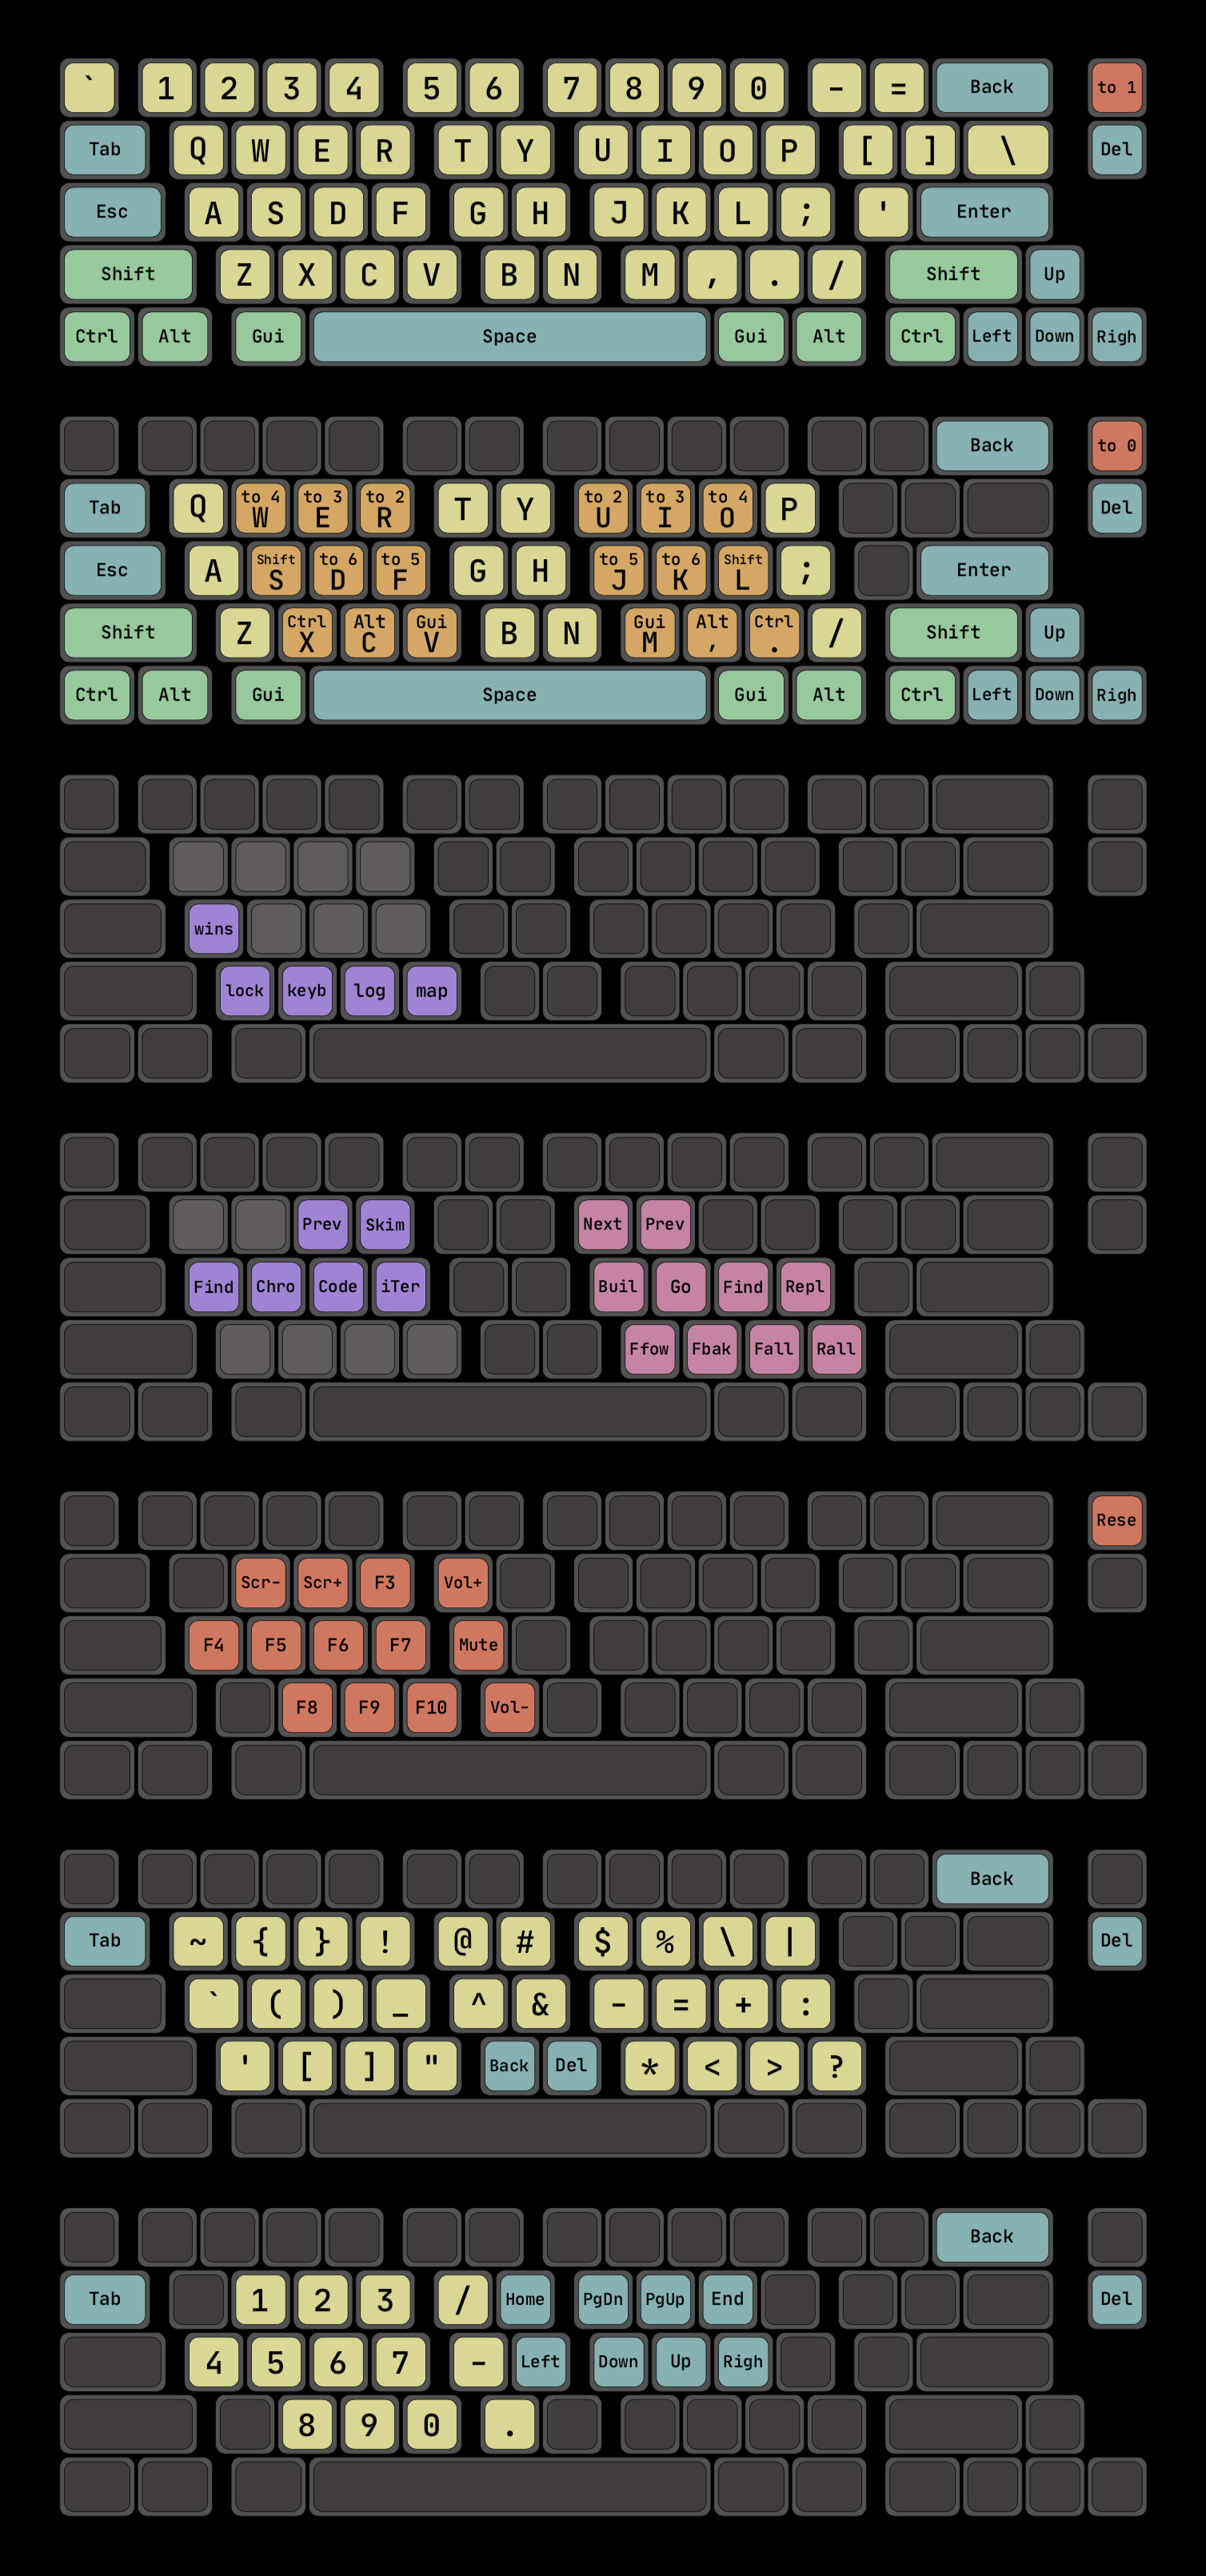 ` 1 2 3 4 5 6 7 8 9 0 - = Back to 1
Tab Q W E R T Y U I O P [ ] \ Del
Esc A S D F G H J K L ; ' Enter
Shift Z X C V B N M , . / Shift Up
Ctrl Alt Gui Space Gui Alt Ctrl Left Down Righ
Back to 0
to 4 to 3 to 2 to 2 to 3 to 4
Tab Q W E R T Y U I O P Del
Shift to 6 to 5 to 5 to 6 Shift
Esc A S D F G H J K L ; Enter
Ctrl Alt Gui Gui Alt Ctrl
Shift Z X C V B N M , . / Shift Up
Ctrl Alt Gui Space Gui Alt Ctrl Left Down Righ
wins
lock keyb log map
Prev Skim Next Prev
Find Chro Code iTer Buil Go Find Repl
Ffow Fbak Fall Rall
Rese
Scr- Scr+ F3 Vol+
F4 F5 F6 F7 Mute
F8 F9 F10 Vol-
Back
Tab ~ { } ! @ # $ % \ | Del
` ( ) _ ^ & - = + :
' [ ] " Back Del * < > ?
Back
Tab 1 2 3 / Home PgDn PgUp End Del
4 5 6 7 - Left Down Up Righ
8 9 0 .